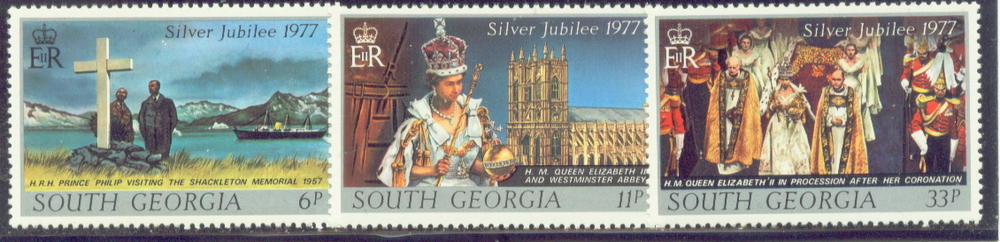 Silver Jubilee 1977
EIIR
H.R.H. PRINCE PHILIP VISITING THE SHACKLETON MEMORIAL 1957
SOUTH GEORGIA 6P
Silver Jubilee 1977
EIIR
H. M. QUEEN ELIZABETH II
AND WESTMINSTER ABBEY
SOUTH GEORGIA 11P
Silver Jubilee 1977
EIIR
H.M. QUEEN ELIZABETH II IN PROCESSION AFTER HER CORONATION
SOUTH GEORGIA 33P